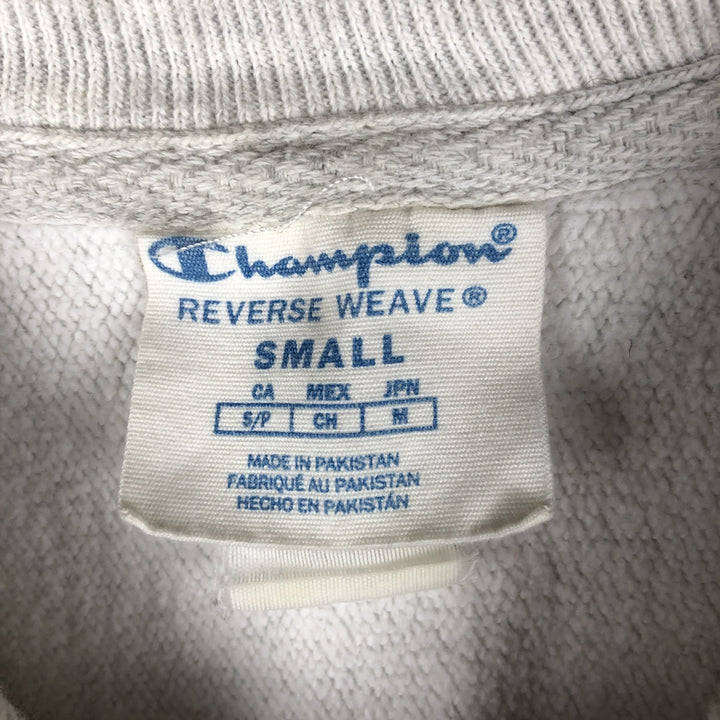 Champion®
REVERSE WEAVE®
SMALL
CA MEX JPN
S/P CH M
MADE IN PAKISTAN
FABRIQUÉ AU PAKISTAN
HECHO EN PAKISTÁN